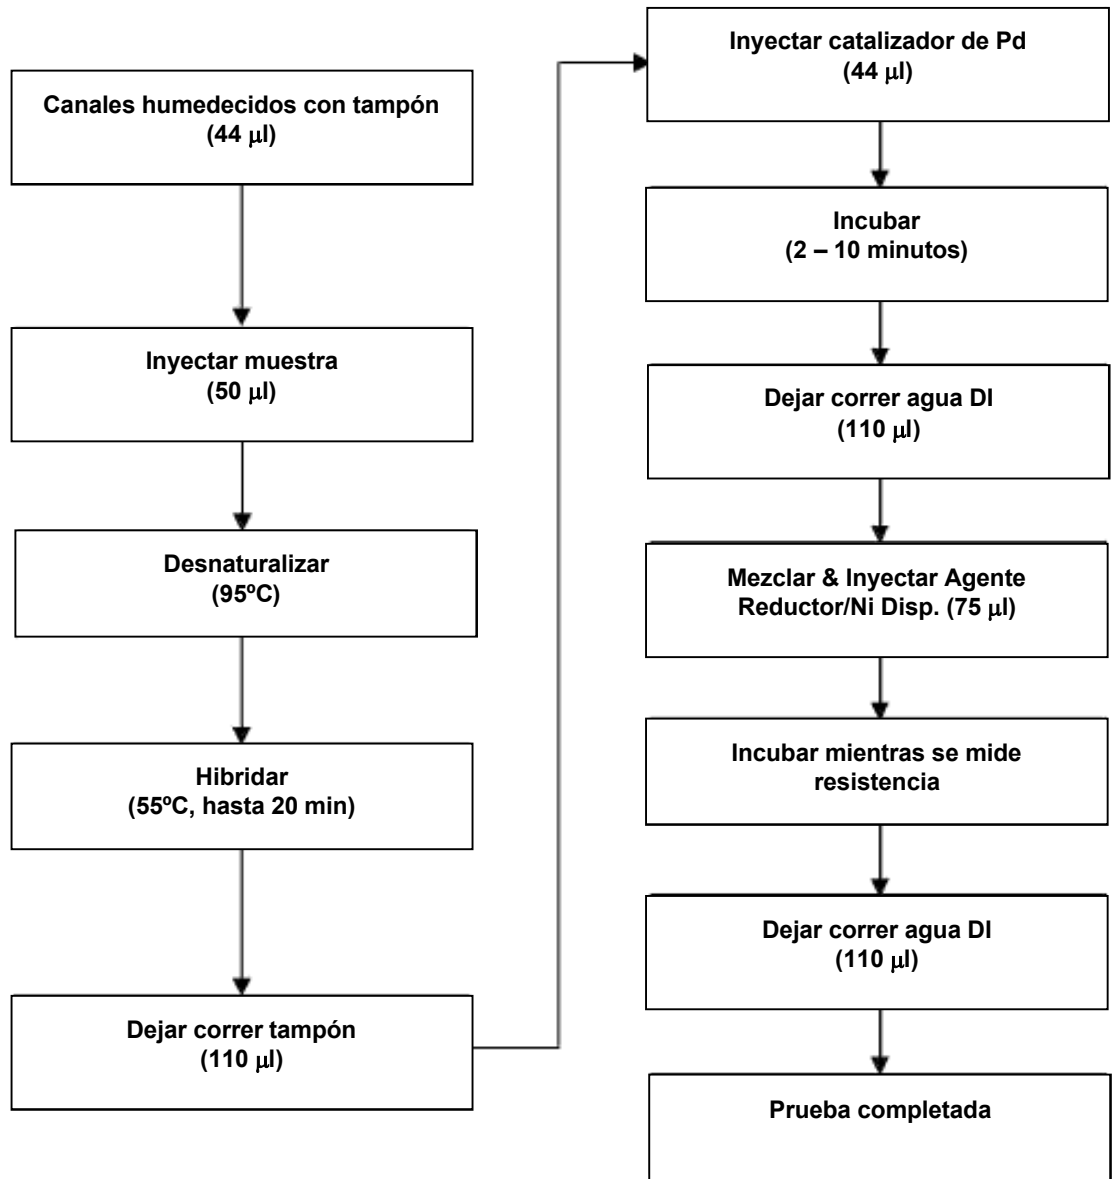 Canales humedecidos con tampón
(44 μl)
Inyectar muestra
(50 μl)
Desnaturalizar
(95ºC)
Hibridar
(55ºC, hasta 20 min)
Dejar correr tampón
(110 μl)
Inyectar catalizador de Pd
(44 μl)
Incubar
(2 – 10 minutos)
Dejar correr agua DI
(110 μl)
Mezclar & Inyectar Agente
Reductor/Ni Disp. (75 μl)
Incubar mientras se mide
resistencia
Dejar correr agua DI
(110 μl)
Prueba completada